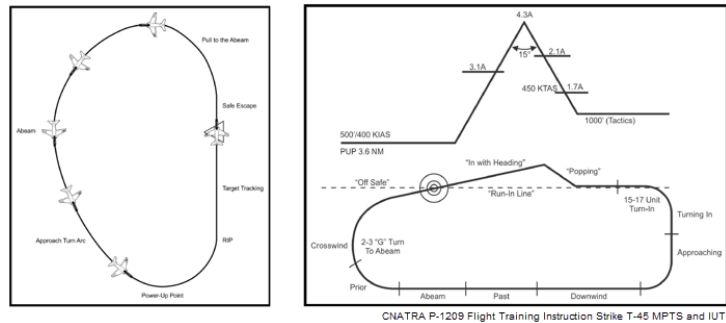 Pull to the Abeam
Safe Escape
Abeam
Target Tracking
Approach Turn Arc
RIP
Power-Up Point
4.3A
15°
2.1A
3.1A
450 KTAS
1.7A
500'/400 KIAS
1000' (Tactics)
PUP 3.6 NM
"In with Heading"
"Popping"
"Off Safe"
"Run-In Line"
15-17 Unit
Turn-In
Turning In
Crosswind
2-3 "G" Turn
To Abeam
Approaching
Prior
Abeam
Past
Downwind
CNATRA P-1209 Flight Training Instruction Strike T-45 MPTS and IUT